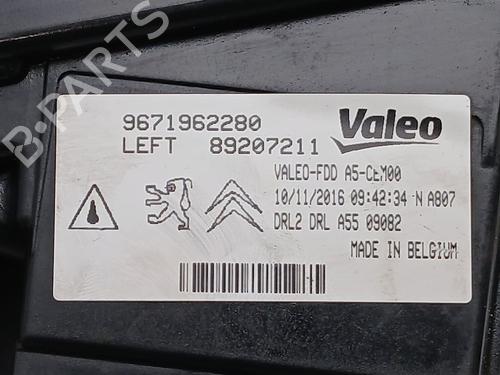 9671962280
LEFT 89207211
Valeo
VALEO-FDD A5-CEM00
10/11/2016 09:42:34 N A807
DRL2 DRL A55 09082
MADE IN BELGIUM
B-PARTS